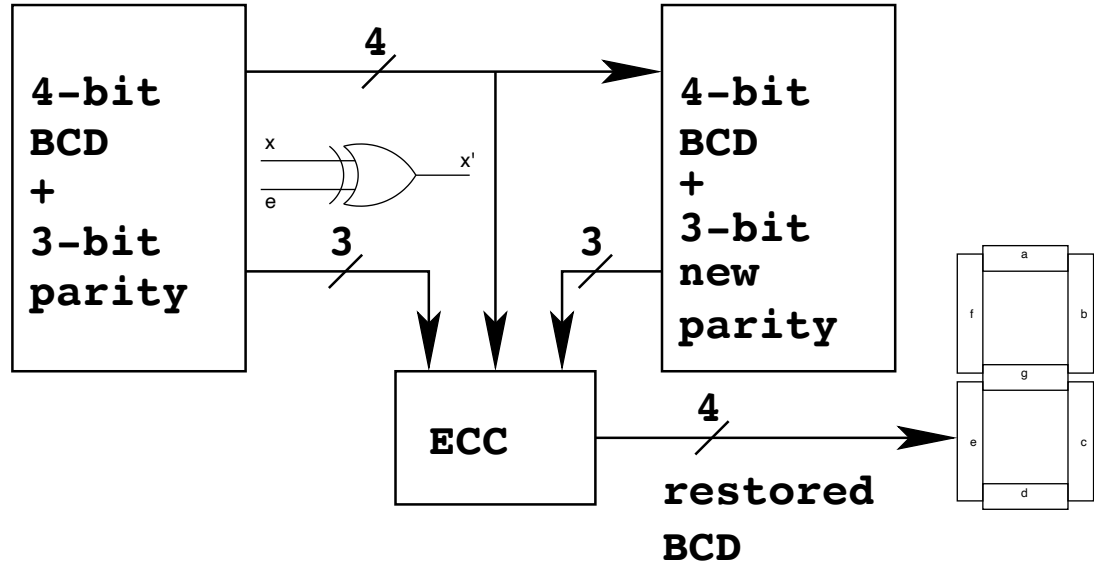 4-bit
BCD
+
3-bit
parity
4
x
e
x'
3
3
4-bit
BCD
+
3-bit
new
parity
ECC
4
restored
BCD
a
f
b
g
e
c
d